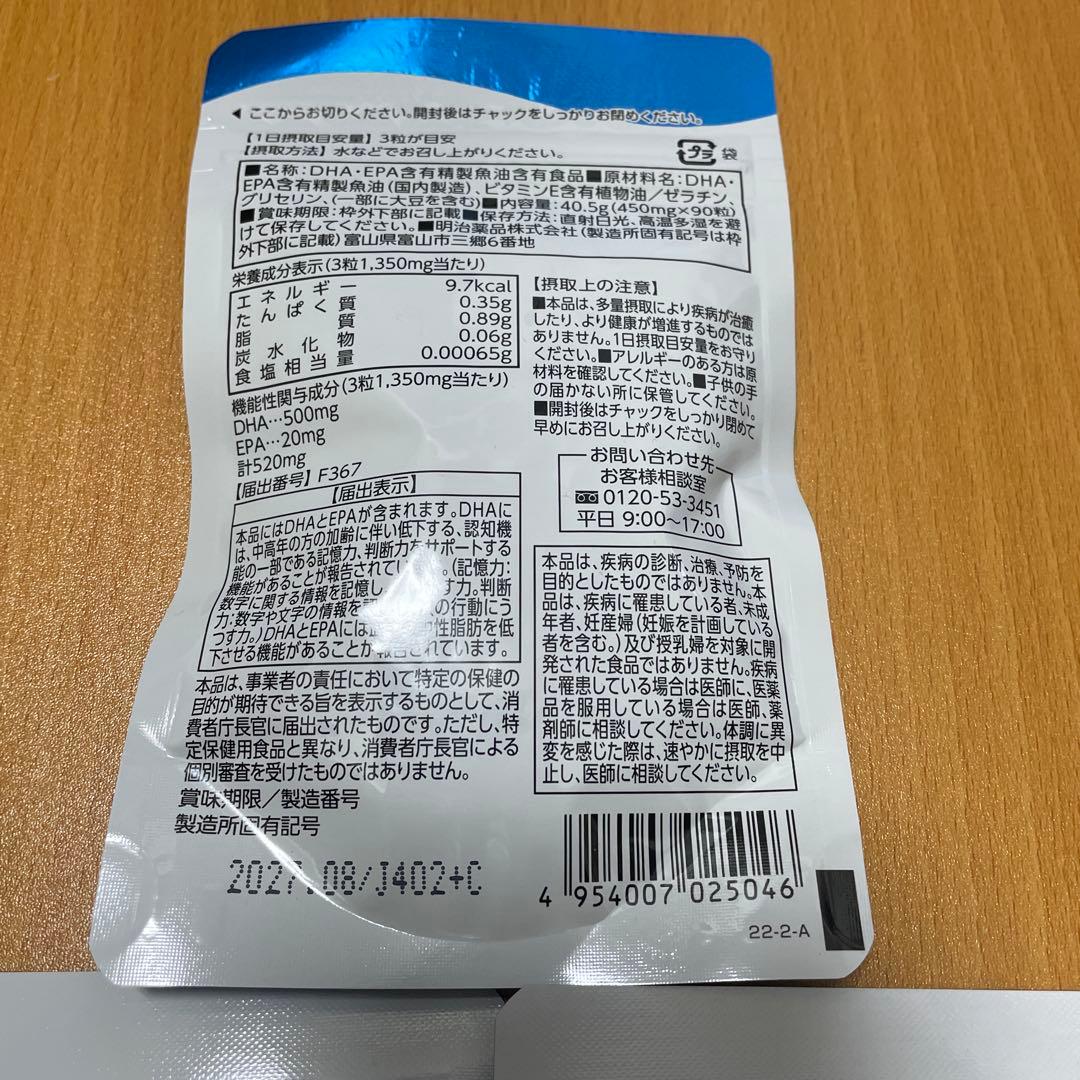 ◀ ここからお切りください。開封後はチャックをしっかりお閉めください。
【1日摂取目安量】3粒が目安
【摂取方法】水などでお召し上がりください。
プラ 袋
■名称：DHA・EPA含有精製魚油含有食品■原材料名：DHA・
EPA含有精製魚油（国内製造）、ビタミンE含有植物油／ゼラチン、
グリセリン、（一部に大豆を含む）■内容量：40.5g（450mg×90粒）
■賞味期限：枠外下部に記載■保存方法：直射日光、高温多湿を避
けて保存してください。■明治薬品株式会社（製造所固有記号は枠
外下部に記載）富山県富山市三郷6番地
栄養成分表示（3粒1,350mg当たり）
エネルギー 9.7kcal
たんぱく質 0.35g
脂質 0.89g
炭水化物 0.06g
食塩相当量 0.00065g
機能性関与成分（3粒1,350mg当たり）
DHA…500mg
EPA…20mg
計520mg
【届出番号】F367
【届出表示】
本品にはDHAとEPAが含まれます。DHAに
は、中高年の方の加齢に伴い低下する、認知機
能の一部である記憶力、判断力をサポートする
機能があることが報告されてい。（記憶力：
数字に関する情報を記憶し力。判断
力：数字や文字の情報をの行動にう
つす力。）DHAとEPAには性脂肪を低
下させる機能があることが報告されています。
本品は、事業者の責任において特定の保健の
目的が期待できる旨を表示するものとして、消
費者庁長官に届出されたものです。ただし、特
定保健用食品と異なり、消費者庁長官による
個別審査を受けたものではありません。
賞味期限／製造番号
製造所固有記号
2027.08/J402+C
【摂取上の注意】
■本品は、多量摂取により疾病が治癒
したり、より健康が増進するものでは
ありません。1日摂取目安量をお守り
ください。■アレルギーのある方は原
材料を確認してください。■子供の手
の届かない所に保管してください。
■開封後はチャックをしっかり閉めて
早めにお召し上がりください。
お問い合わせ先
お客様相談室
0120-53-3451
平日 9:00〜17:00
本品は、疾病の診断、治療、予防を
目的としたものではありません。本
品は、疾病に罹患している者、未成
年者、妊産婦（妊娠を計画している
者を含む。）及び授乳婦を対象に開
発された食品ではありません。疾病
に罹患している場合は医師に、医薬
品を服用している場合は医師、薬
剤師に相談してください。体調に異
変を感じた際は、速やかに摂取を中
止し、医師に相談してください。
4 954007 025046
22-2-A